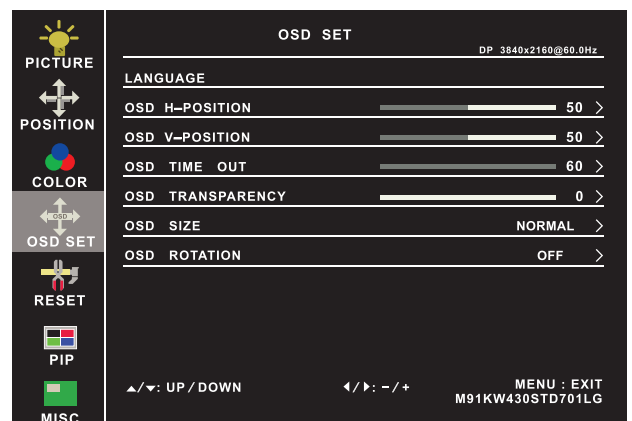 OSD SET
DP 3840x2160@60.0Hz
PICTURE
POSITION
COLOR
OSD
OSD SET
RESET
PIP
MISC
LANGUAGE
OSD H–POSITION 50 >
OSD V–POSITION 50 >
OSD TIME OUT 60 >
OSD TRANSPARENCY 0 >
OSD SIZE NORMAL >
OSD ROTATION OFF >
▲/▼: UP/DOWN ◀/▶: –/+ MENU : EXIT
M91KW430STD701LG